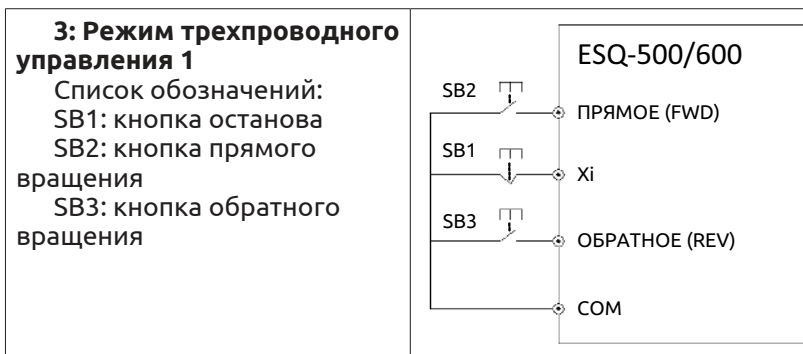 3: Режим трехпроводного
управления 1
Список обозначений:
SB1: кнопка останова
SB2: кнопка прямого
вращения
SB3: кнопка обратного
вращения
ESQ-500/600
SB2
ПРЯМОЕ (FWD)
SB1
Xi
SB3
ОБРАТНОЕ (REV)
COM